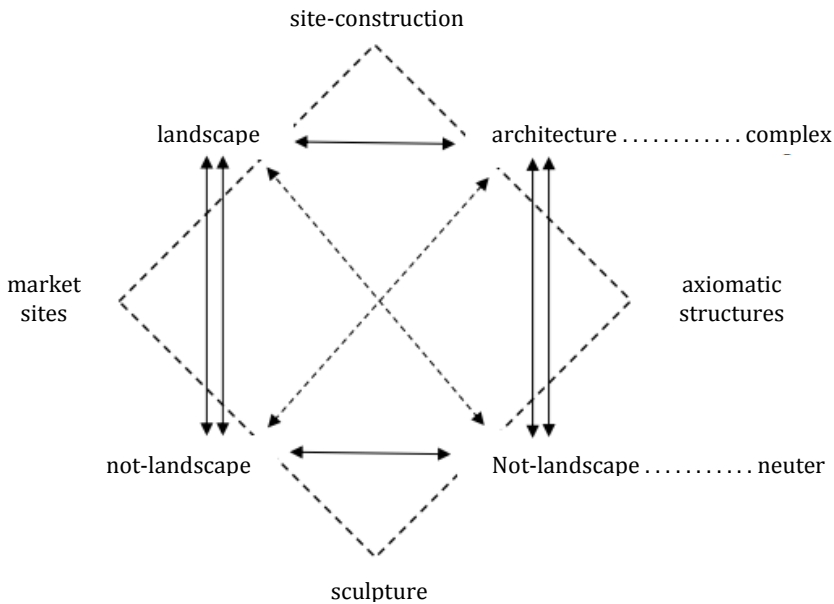 site-construction
landscape
architecture . . . . . . . . . . . . complex
market
sites
axiomatic
structures
not-landscape
Not-landscape . . . . . . . . . . . neuter
sculpture